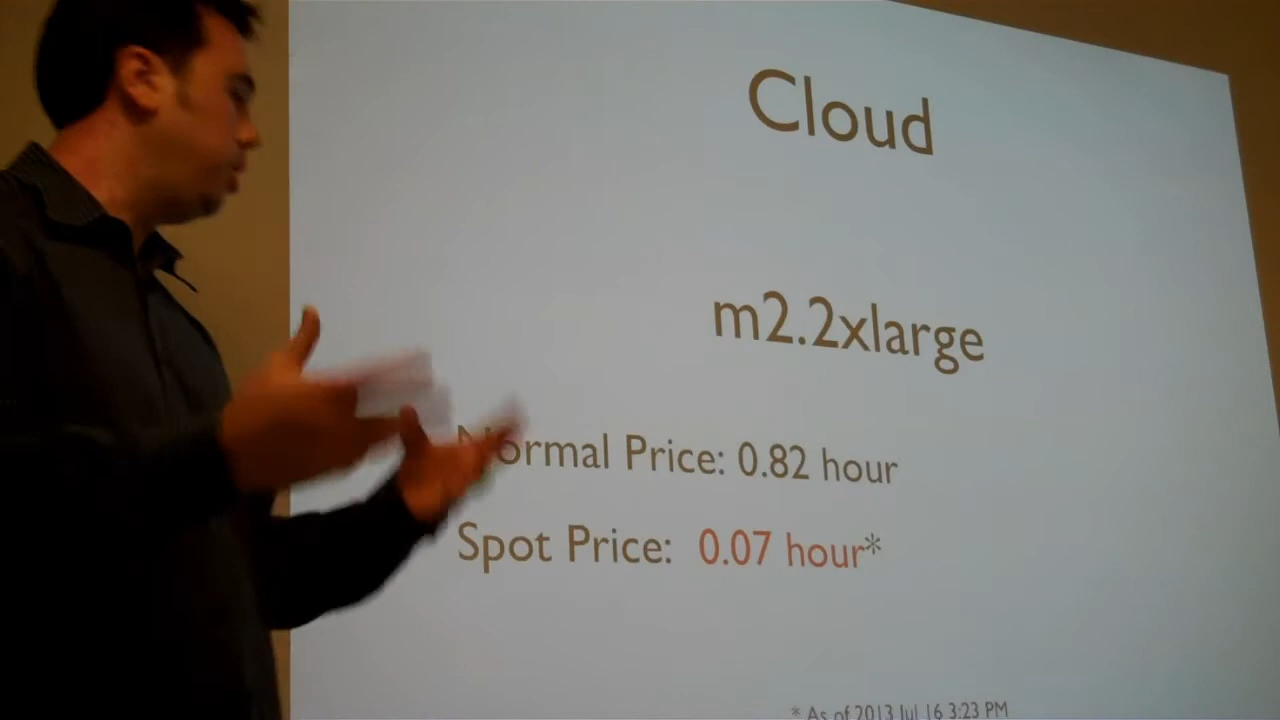 Cloud
m2.2xlarge
Normal Price: 0.82 hour
Spot Price: 0.07 hour*
* As of 2013 Jul 16 3:23 PM